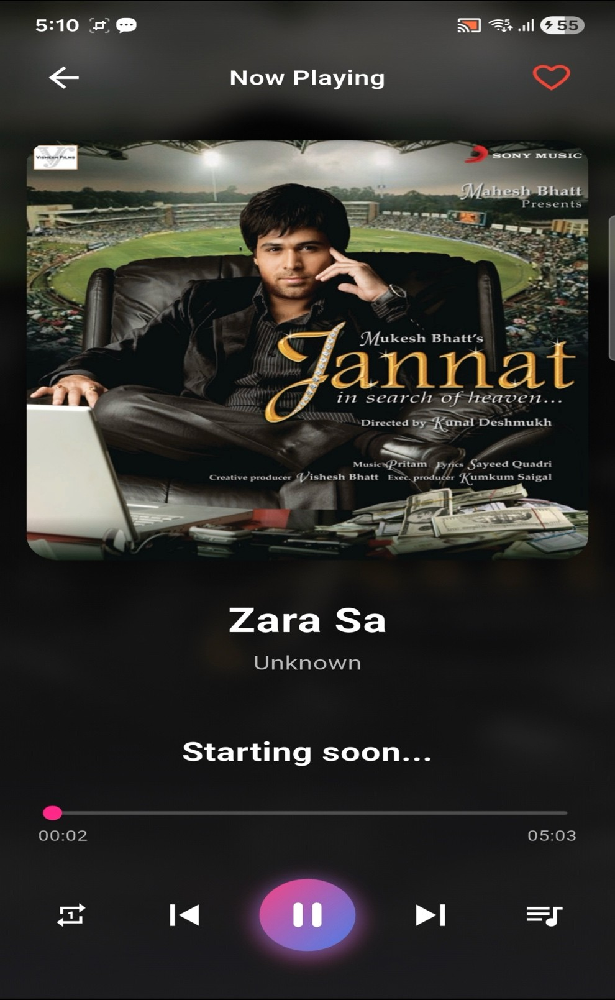 5:10
5
55
Now Playing
VISHESH FILMS
SONY MUSIC
Mahesh Bhatt
Presents
Mukesh Bhatt's
Jannat
in search of heaven...
Directed by Kunal Deshmukh
Music Pritam Lyrics Sayeed Quadri
Creative producer Vishesh Bhatt Exec. producer Kumkum Saigal
Zara Sa
Unknown
Starting soon...
00:02
05:03
1